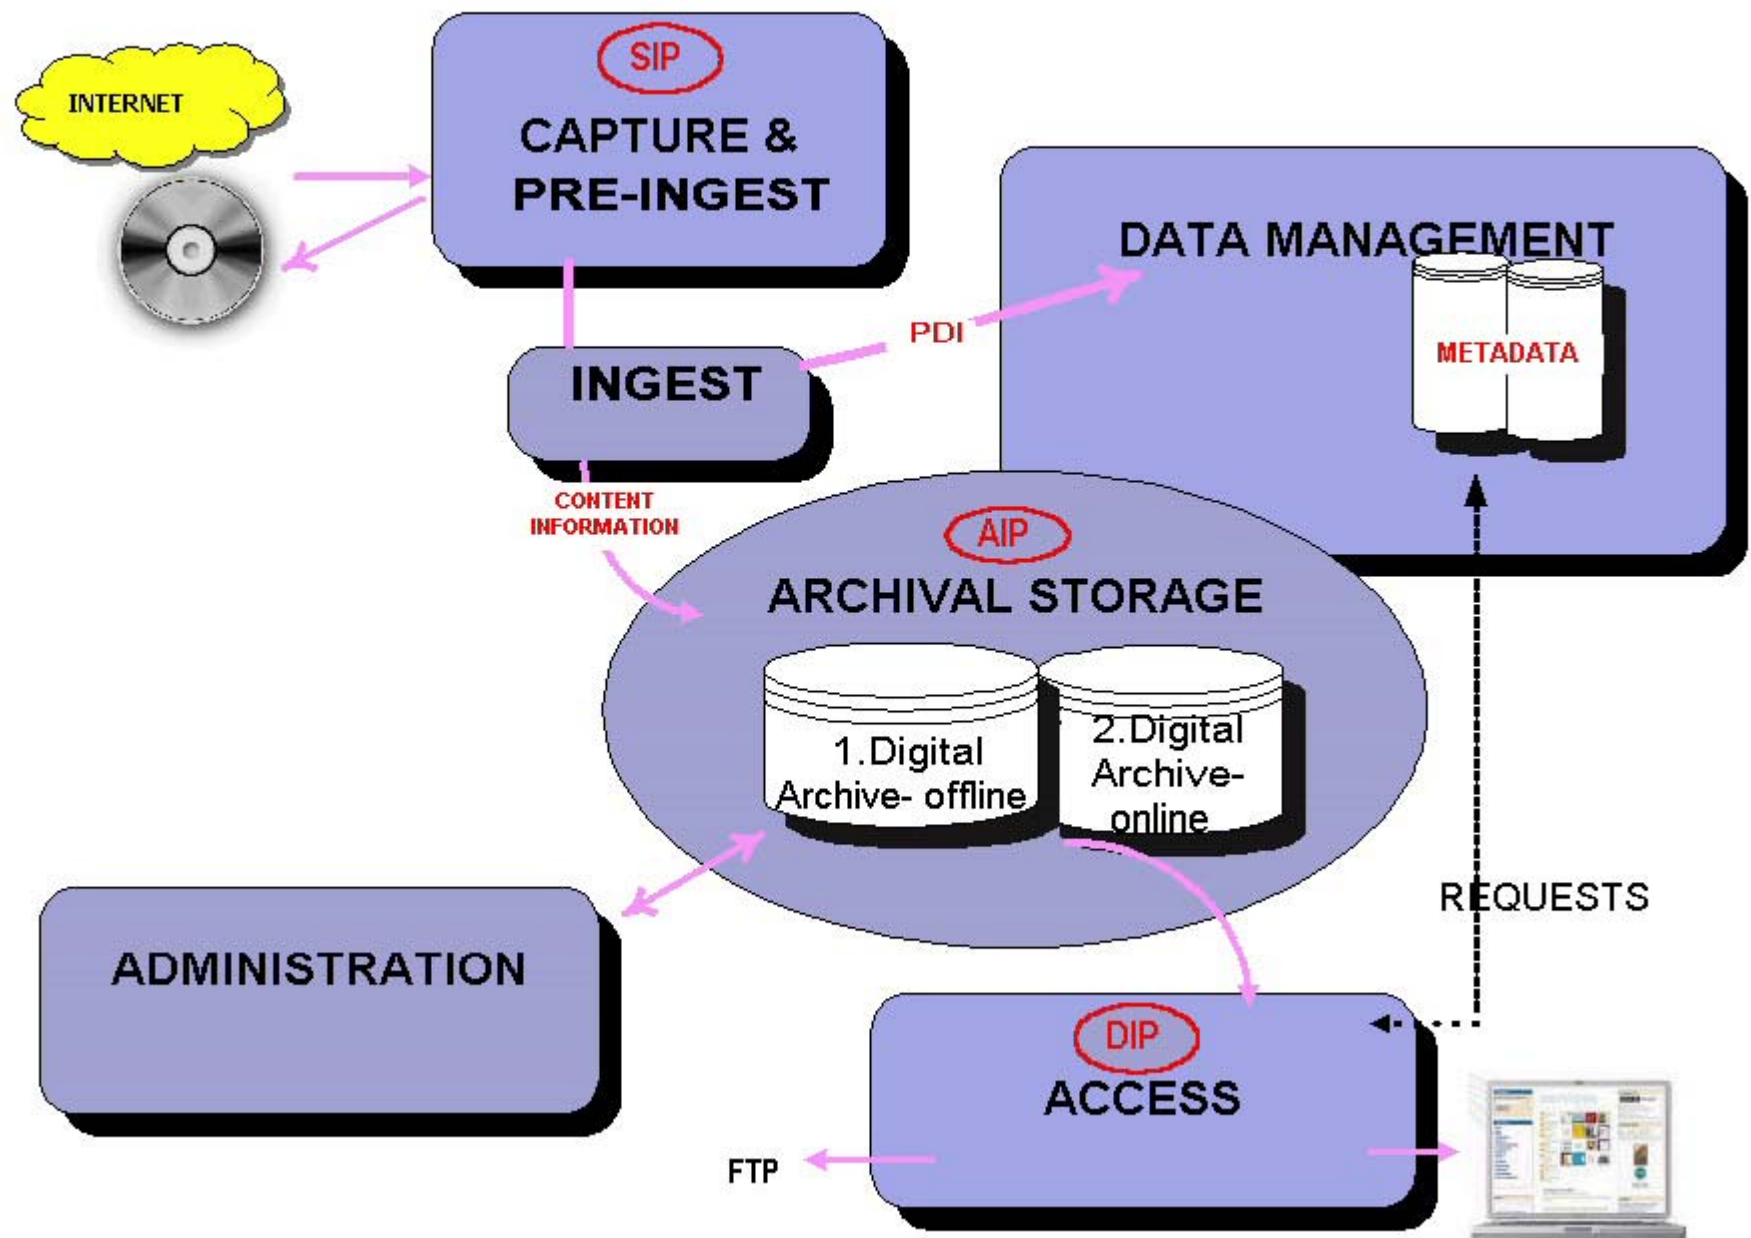 SIP
INTERNET
CAPTURE &
PRE-INGEST
DATA MANAGEMENT
PDI
METADATA
INGEST
CONTENT
INFORMATION
AIP
ARCHIVAL STORAGE
1.Digital
Archive- offline
2.Digital
Archive-
online
REQUESTS
ADMINISTRATION
DIP
ACCESS
FTP